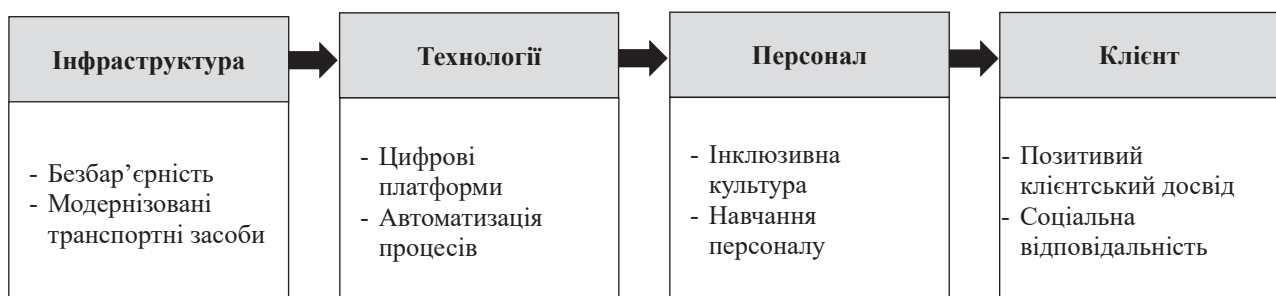 Інфраструктура
- Безбар’єрність
- Модернізовані
транспортні засоби
Технології
- Цифрові
платформи
- Автоматизація
процесів
Персонал
- Інклюзивна
культура
- Навчання
персоналу
Клієнт
- Позитивий
клієнтський досвід
- Соціальна
відповідальність